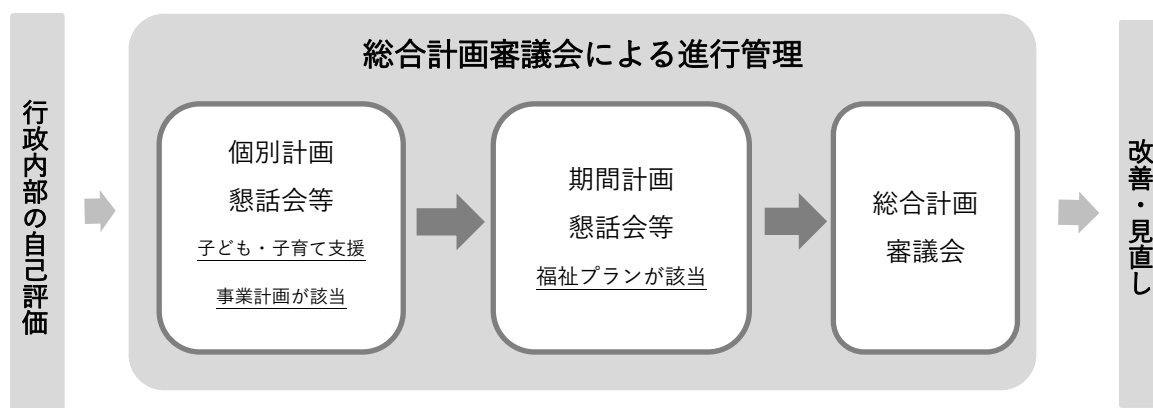 行政内部の自己評価
総合計画審議会による進行管理
個別計画
懇話会等
子ども・子育て支援
事業計画が該当
期間計画
懇話会等
福祉プランが該当
総合計画
審議会
改善・見直し